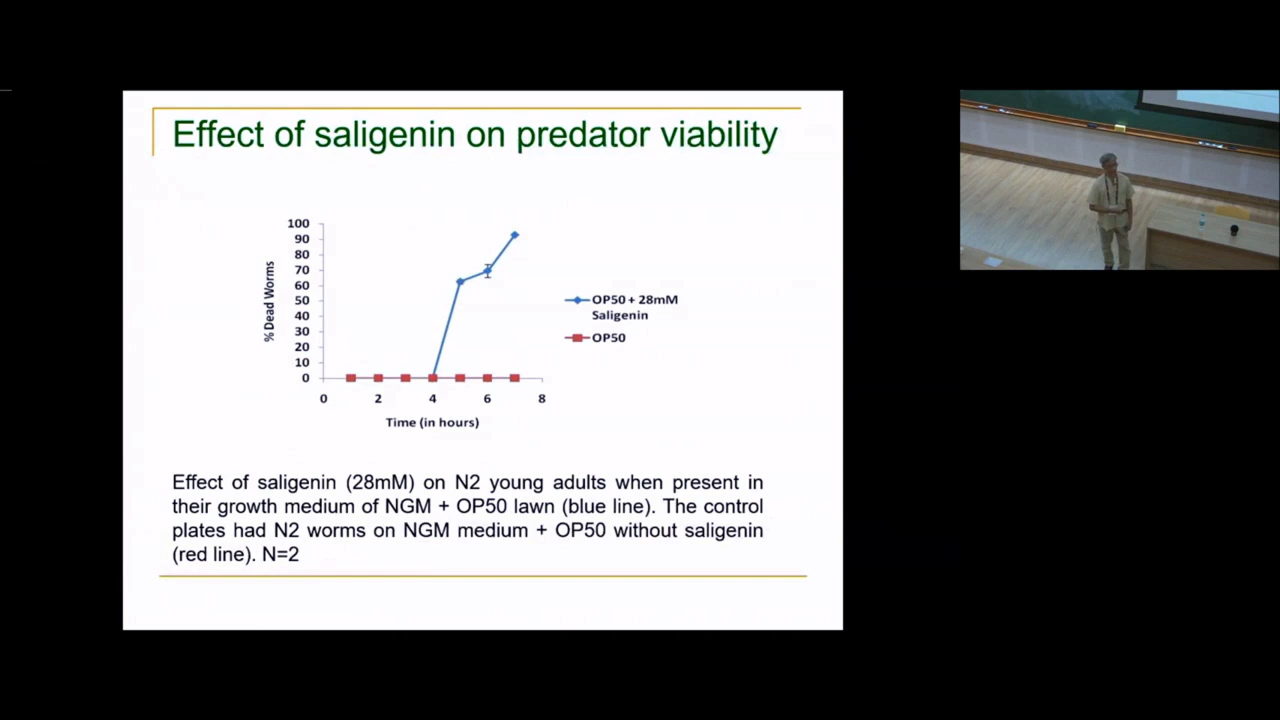 Effect of saligenin on predator viability
100
90
80
70
60
50
40
30
20
10
0
% Dead Worms
0 2 4 6 8
Time (in hours)
OP50 + 28mM
Saligenin
OP50
Effect of saligenin (28mM) on N2 young adults when present in
their growth medium of NGM + OP50 lawn (blue line). The control
plates had N2 worms on NGM medium + OP50 without saligenin
(red line). N=2